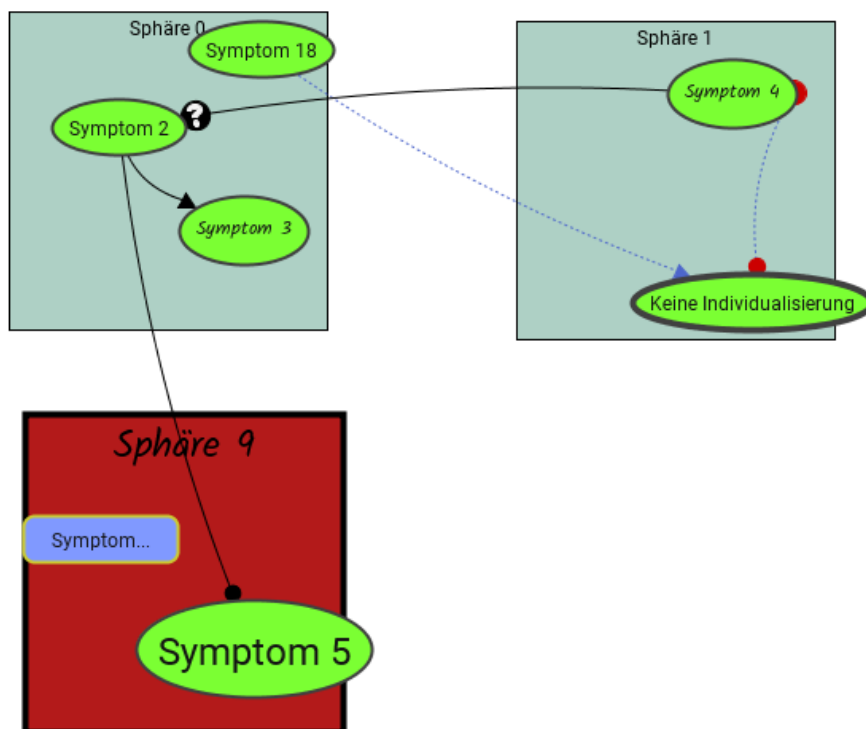 Sphäre 0
Symptom 18
Sphäre 1
Symptom 4
?
Symptom 2
Symptom 3
Keine Individualisierung
Sphäre 9
Symptom...
Symptom 5